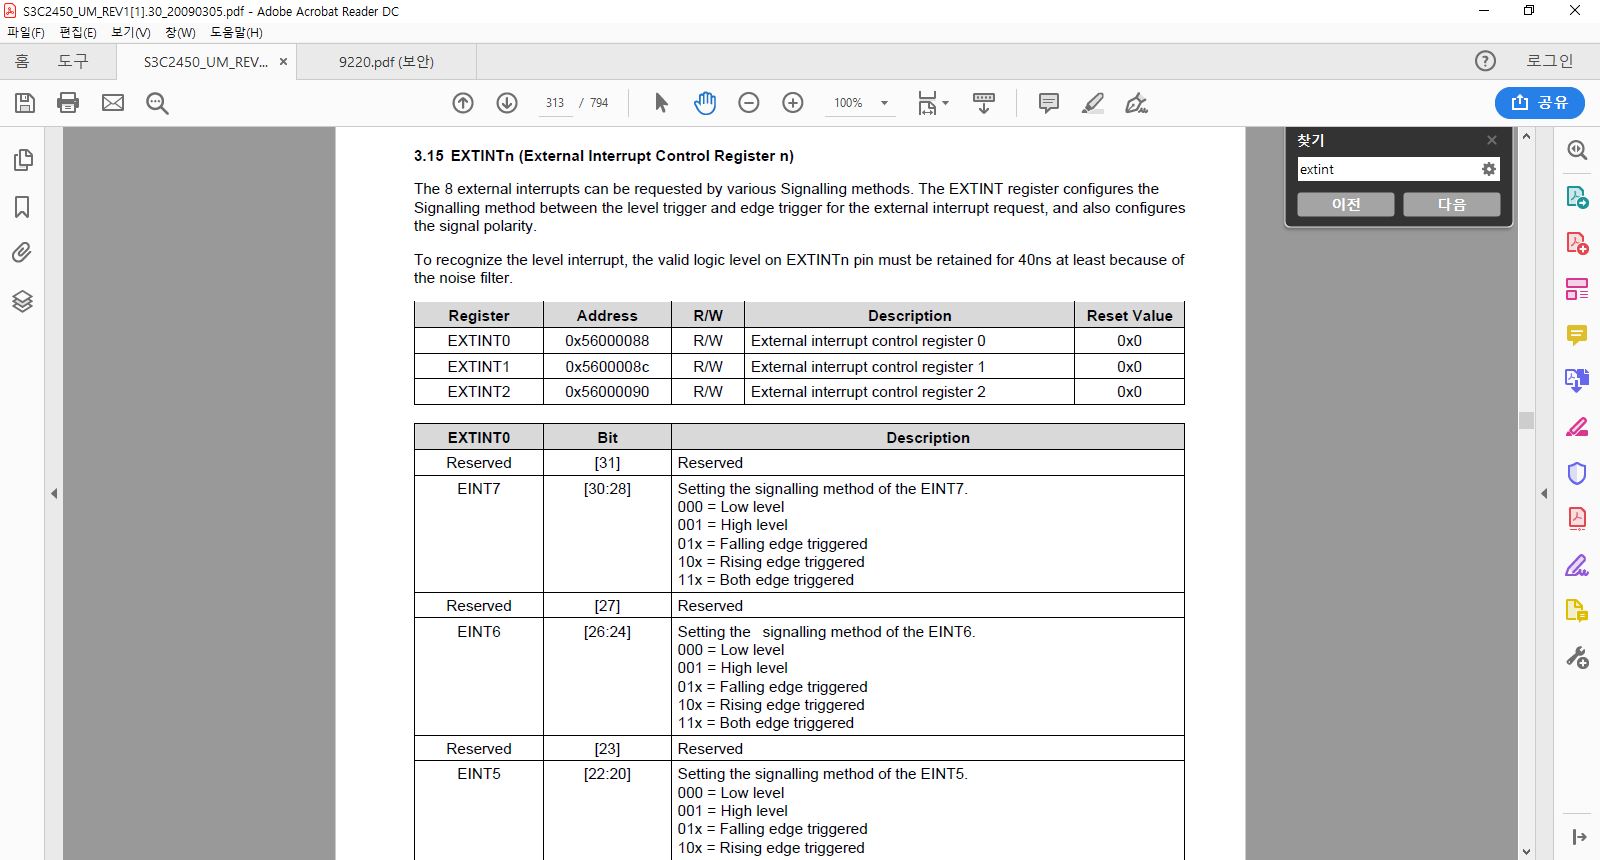 S3C2450_UM_REV1[1].30_20090305.pdf - Adobe Acrobat Reader DC
파일(F) 편집(E) 보기(V) 창(W) 도움말(H)
홈 도구 S3C2450_UM_REV... × 9220.pdf (보안) 로그인
313 / 794 100% 공유
찾기
extint
이전 다음
3.15 EXTINTn (External Interrupt Control Register n)
The 8 external interrupts can be requested by various Signalling methods. The EXTINT register configures the
Signalling method between the level trigger and edge trigger for the external interrupt request, and also configures
the signal polarity.
To recognize the level interrupt, the valid logic level on EXTINTn pin must be retained for 40ns at least because of
the noise filter.
Register Address R/W Description Reset Value
EXTINT0 0x56000088 R/W External interrupt control register 0 0x0
EXTINT1 0x5600008c R/W External interrupt control register 1 0x0
EXTINT2 0x56000090 R/W External interrupt control register 2 0x0
EXTINT0 Bit Description
Reserved [31] Reserved
EINT7 [30:28] Setting the signalling method of the EINT7.
000 = Low level
001 = High level
01x = Falling edge triggered
10x = Rising edge triggered
11x = Both edge triggered
Reserved [27] Reserved
EINT6 [26:24] Setting the signalling method of the EINT6.
000 = Low level
001 = High level
01x = Falling edge triggered
10x = Rising edge triggered
11x = Both edge triggered
Reserved [23] Reserved
EINT5 [22:20] Setting the signalling method of the EINT5.
000 = Low level
001 = High level
01x = Falling edge triggered
10x = Rising edge triggered